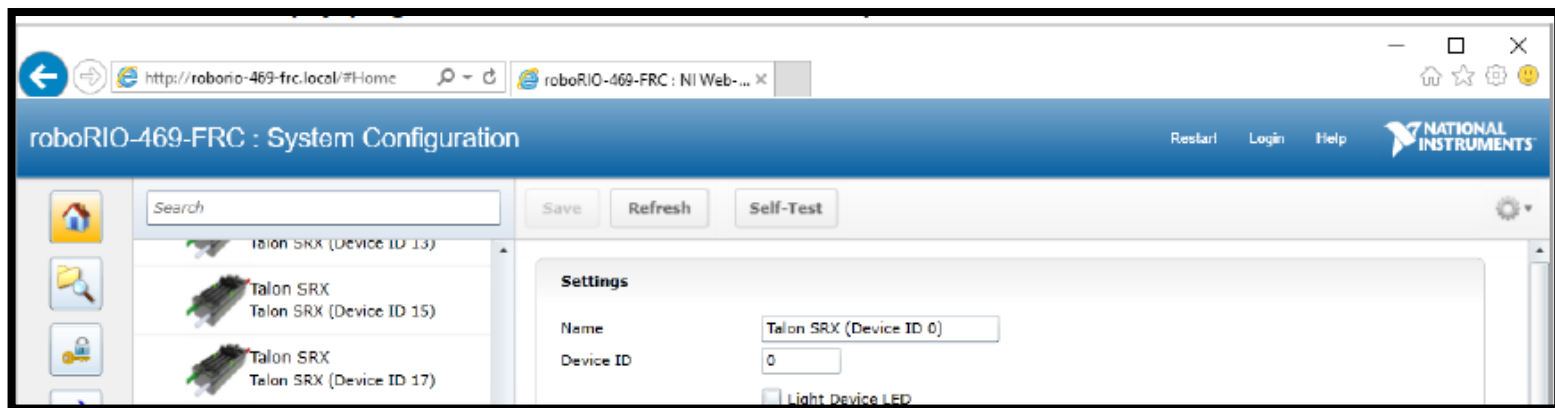 http://roborio-469-frc.local/#Home
roboRIO-469-FRC : NI Web-...
roboRIO-469-FRC : System Configuration
Restart Login Help NATIONAL INSTRUMENTS
Search
Save Refresh Self-Test
Talon SRX (Device ID 13)
Talon SRX
Talon SRX (Device ID 15)
Talon SRX
Talon SRX (Device ID 17)
Settings
Name Talon SRX (Device ID 0)
Device ID 0
Light Device LED